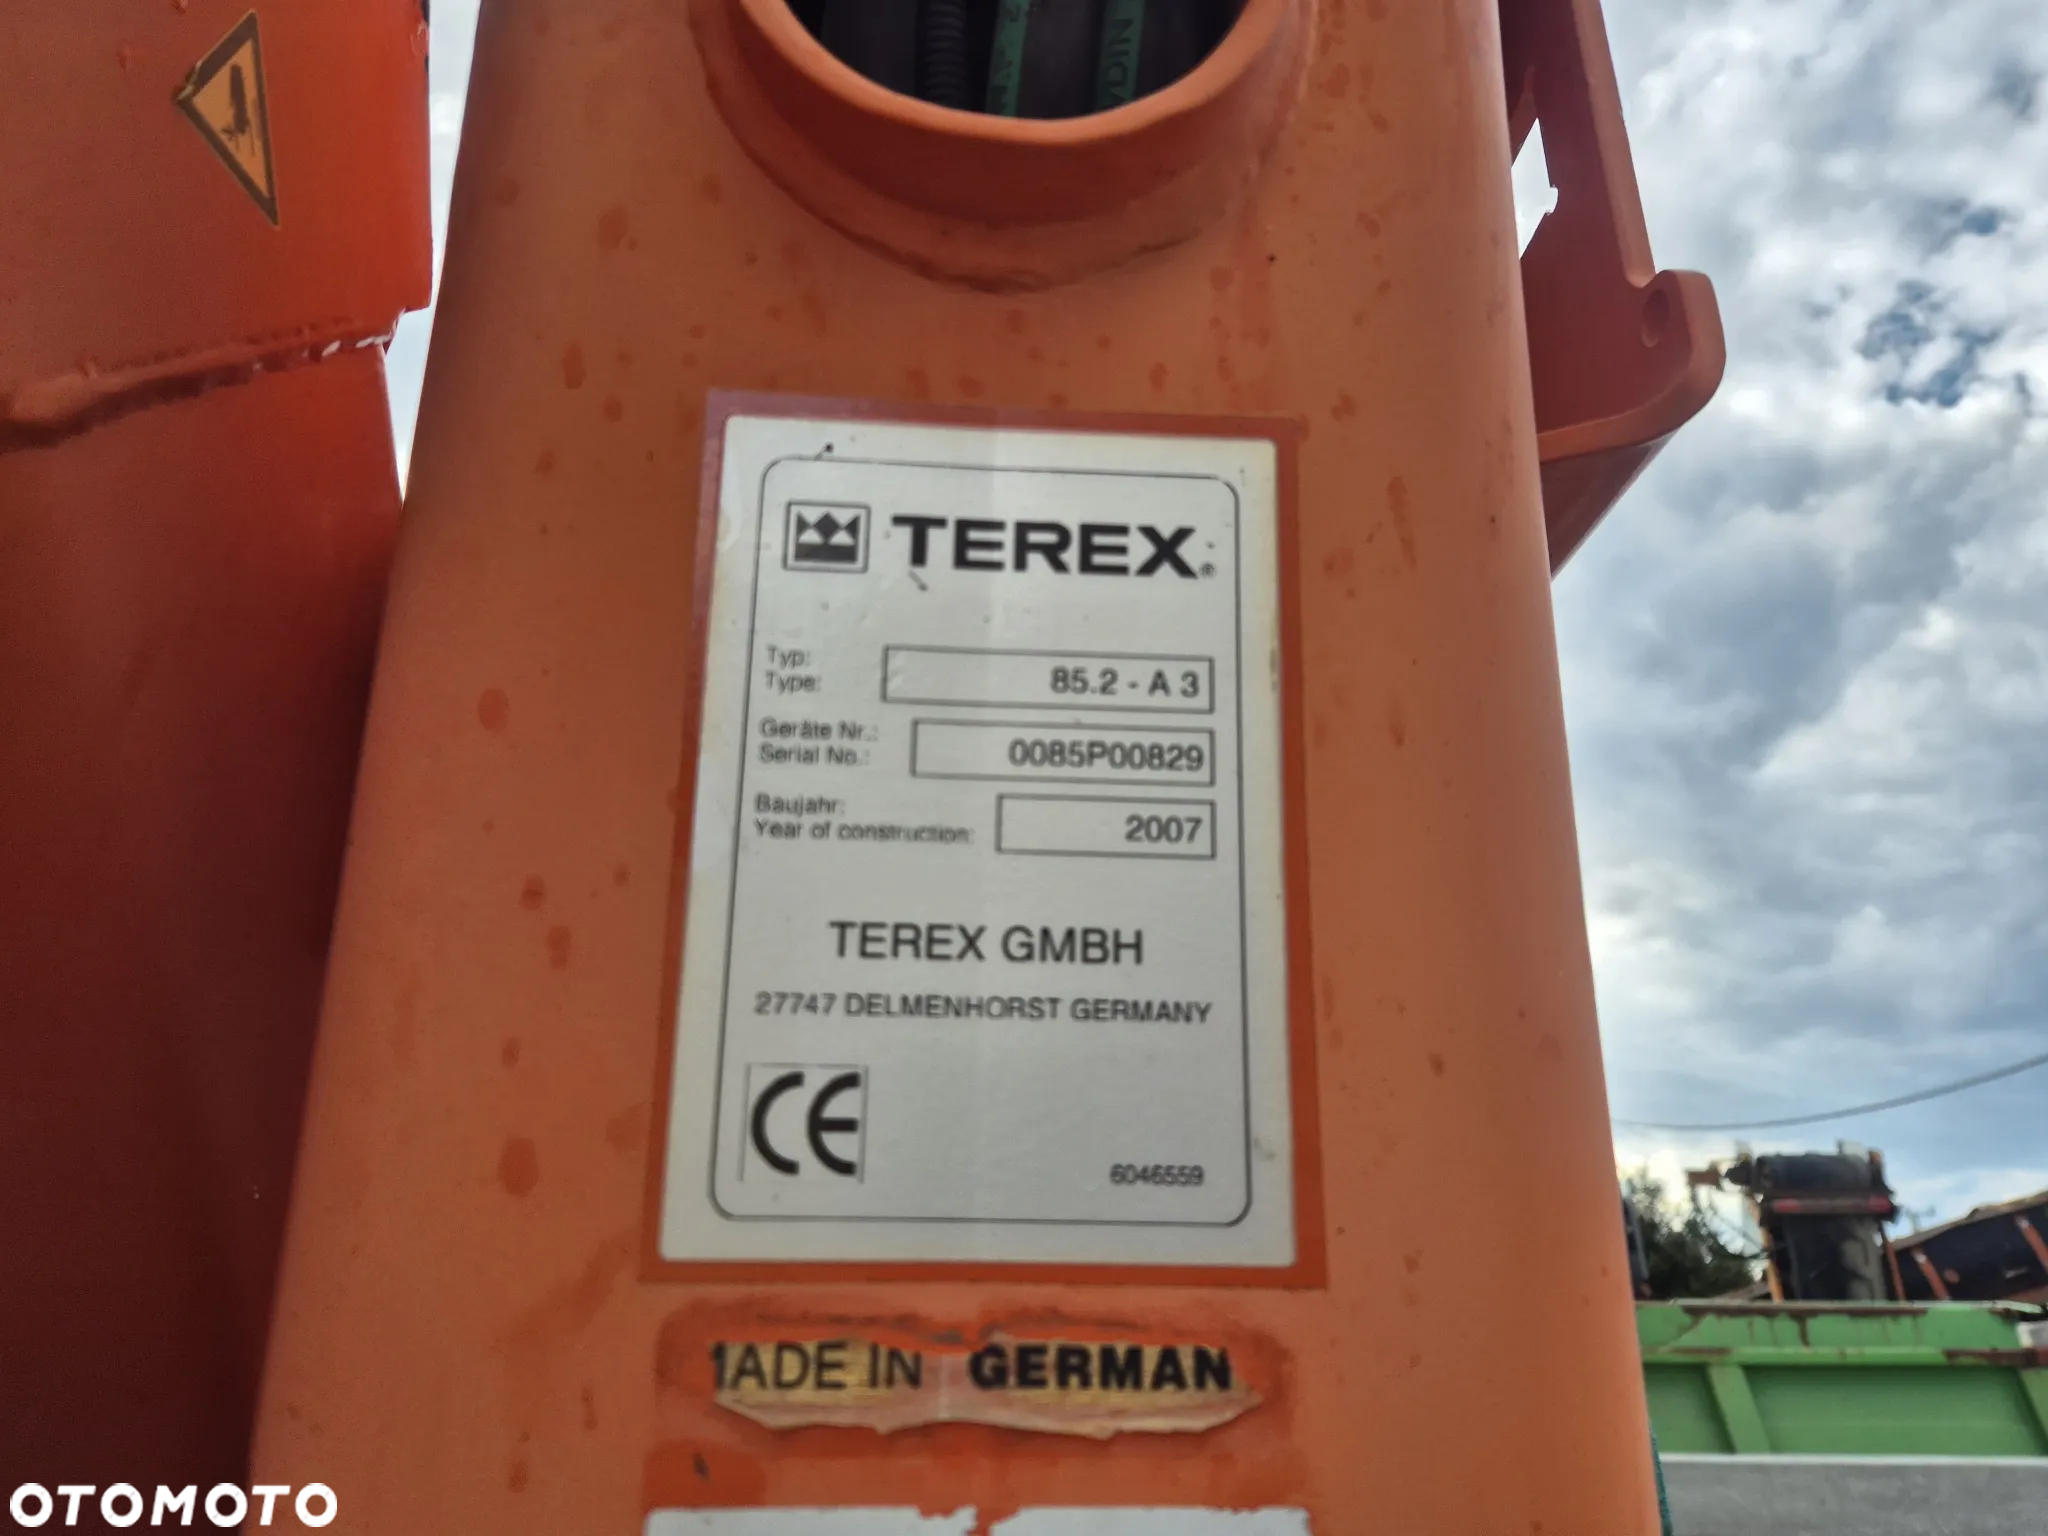 TEREX®
Typ:
Type:
85.2 - A 3
Geräte Nr.:
Serial No.:
0085P00829
Baujahr:
Year of construction:
2007
TEREX GMBH
27747 DELMENHORST GERMANY
CE
6046559
MADE IN GERMAN
OTOMOTO